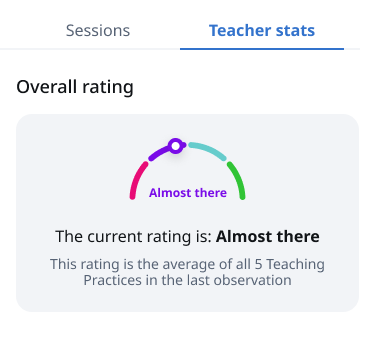 Sessions
Teacher stats
Overall rating
Almost there
The current rating is: Almost there
This rating is the average of all 5 Teaching
Practices in the last observation